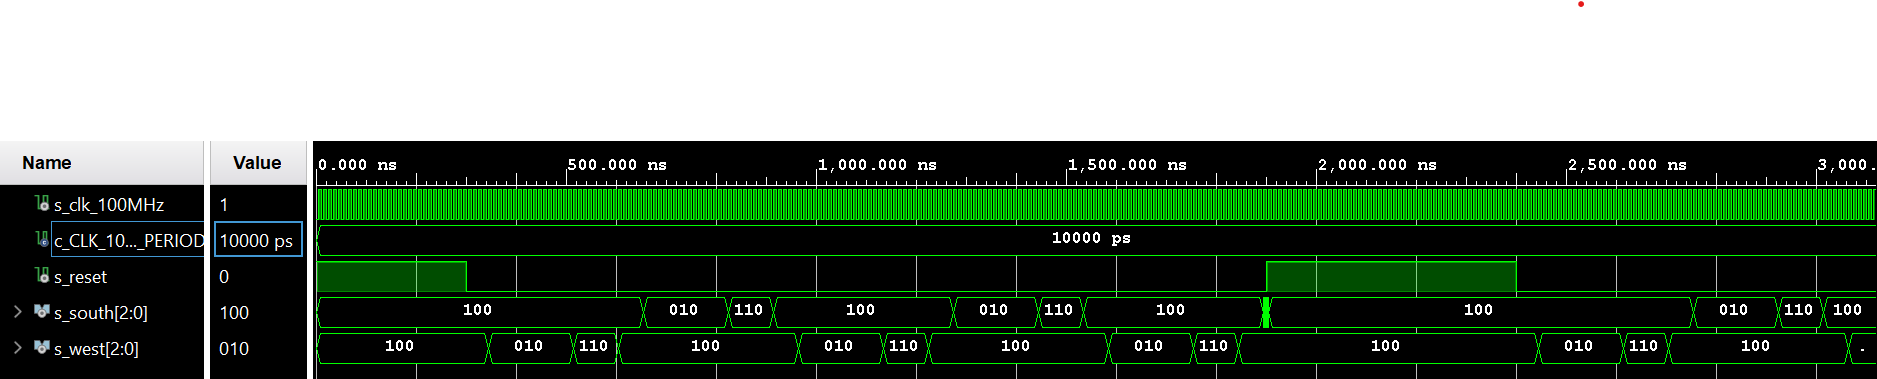 Name Value
0.000 ns 500.000 ns 1,000.000 ns 1,500.000 ns 2,000.000 ns 2,500.000 ns 3,000.
s_clk_100MHz 1
c_CLK_10..._PERIOD 10000 ps 10000 ps
s_reset 0
s_south[2:0] 100 100 010 110 100 010 110 100 100 010 110 100
s_west[2:0] 010 100 010 110 100 010 110 100 010 110 100 010 110 100 .